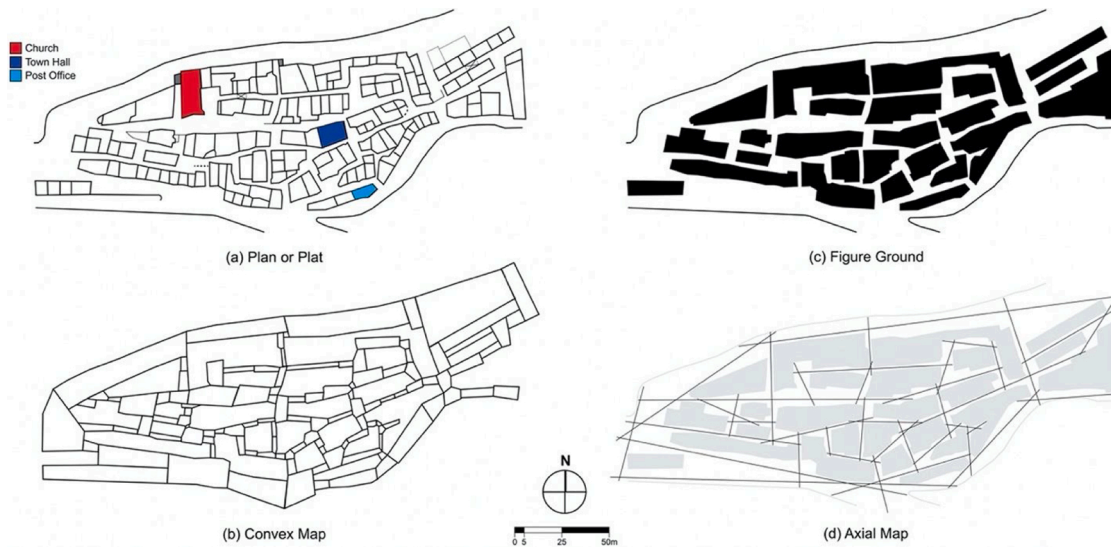 Church
Town Hall
Post Office
(a) Plan or Plat
(c) Figure Ground
N
0 5 25 50m
(b) Convex Map
(d) Axial Map